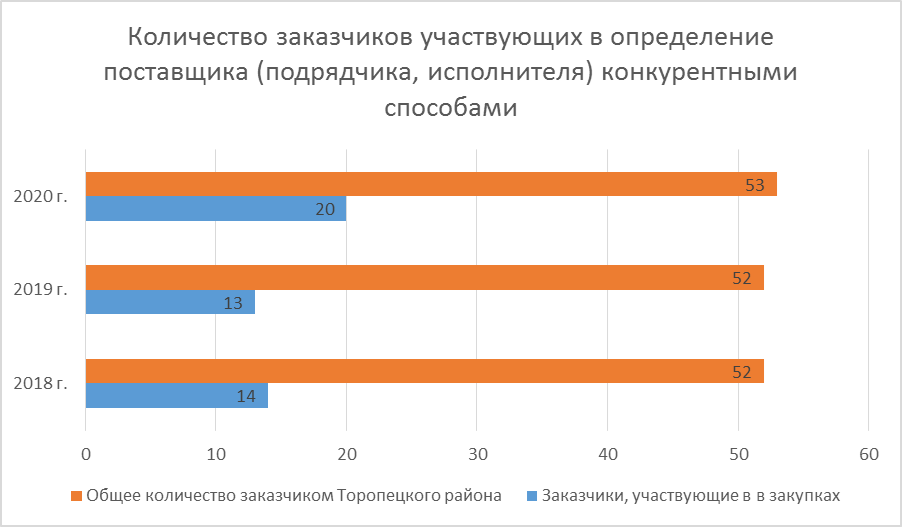 Количество заказчиков участвующих в определение
поставщика (подрядчика, исполнителя) конкурентными
способами
2020 г.
53
20
2019 г.
52
13
2018 г.
52
14
0 10 20 30 40 50 60
Общее количество заказчиком Торопецкого района Заказчики, участвующие в в закупках